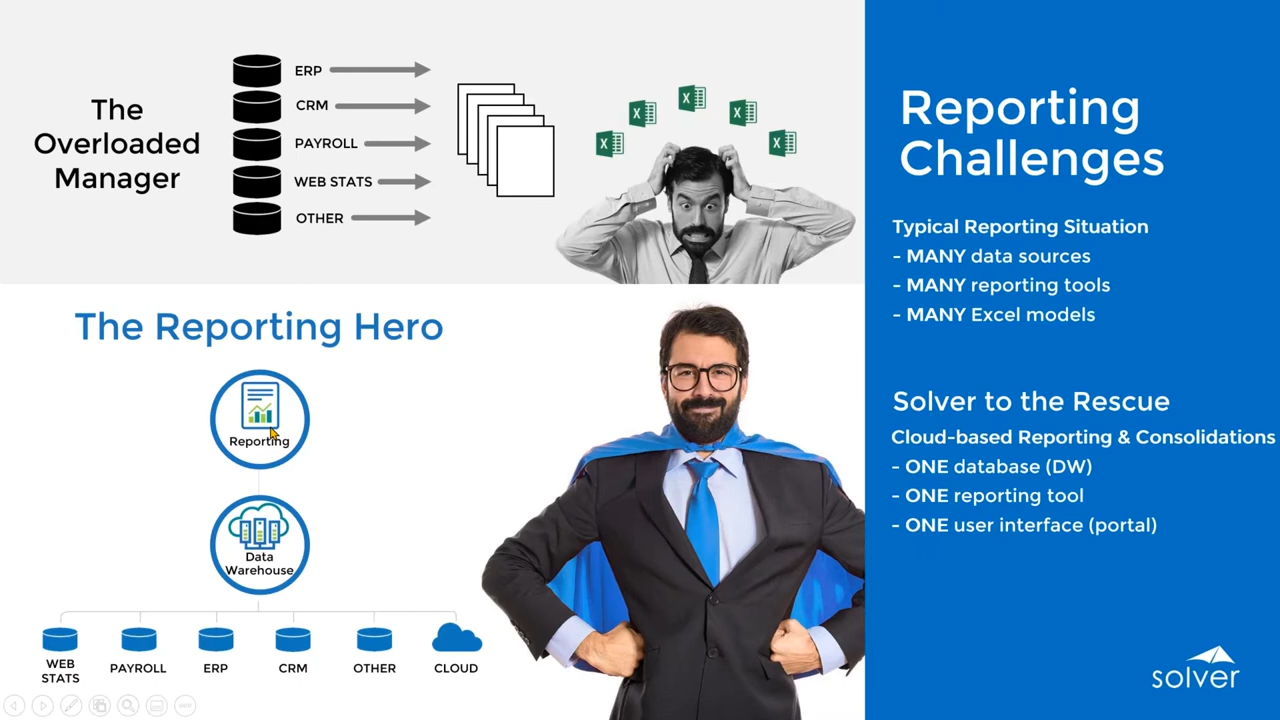 The
Overloaded
Manager
ERP
CRM
PAYROLL
WEB STATS
OTHER
X
X
X
X
X
The Reporting Hero
Reporting
Data
Warehouse
WEB
STATS
PAYROLL
ERP
CRM
OTHER
CLOUD
Reporting
Challenges
Typical Reporting Situation
- MANY data sources
- MANY reporting tools
- MANY Excel models
Solver to the Rescue
Cloud-based Reporting & Consolidations
- ONE database (DW)
- ONE reporting tool
- ONE user interface (portal)
solver